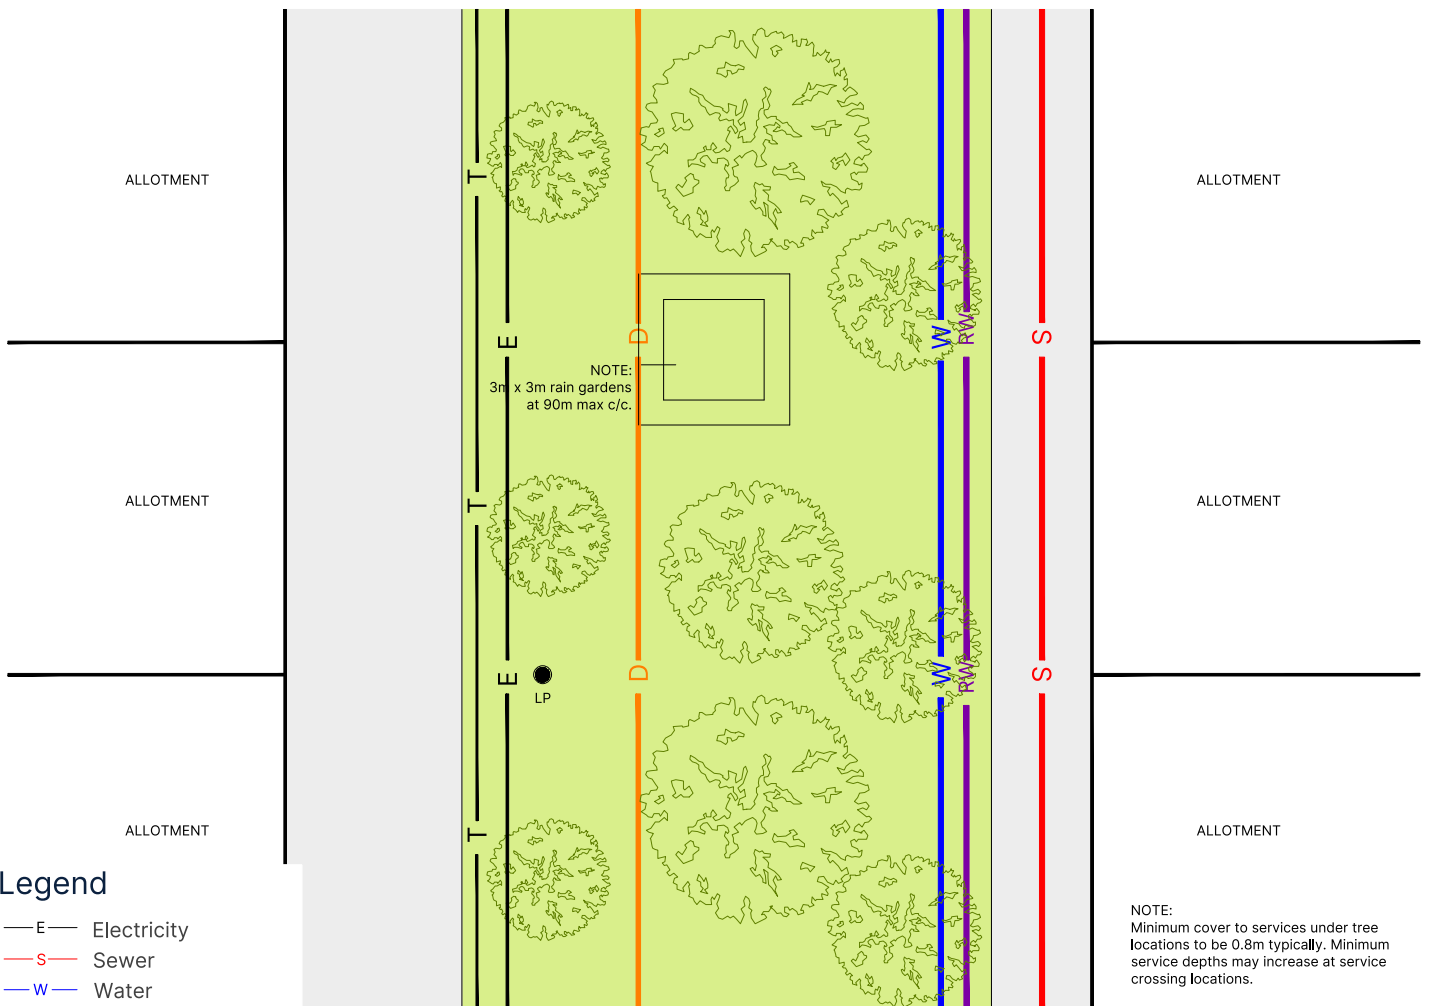 ALLOTMENT
ALLOTMENT
T
E
D
W
RW
S
NOTE:
3m x 3m rain gardens
at 90m max c/c.
ALLOTMENT
T
ALLOTMENT
E
LP
D
W
RW
S
ALLOTMENT
T
ALLOTMENT
Legend
E Electricity
S Sewer
W Water
NOTE:
Minimum cover to services under tree
locations to be 0.8m typically. Minimum
service depths may increase at service
crossing locations.